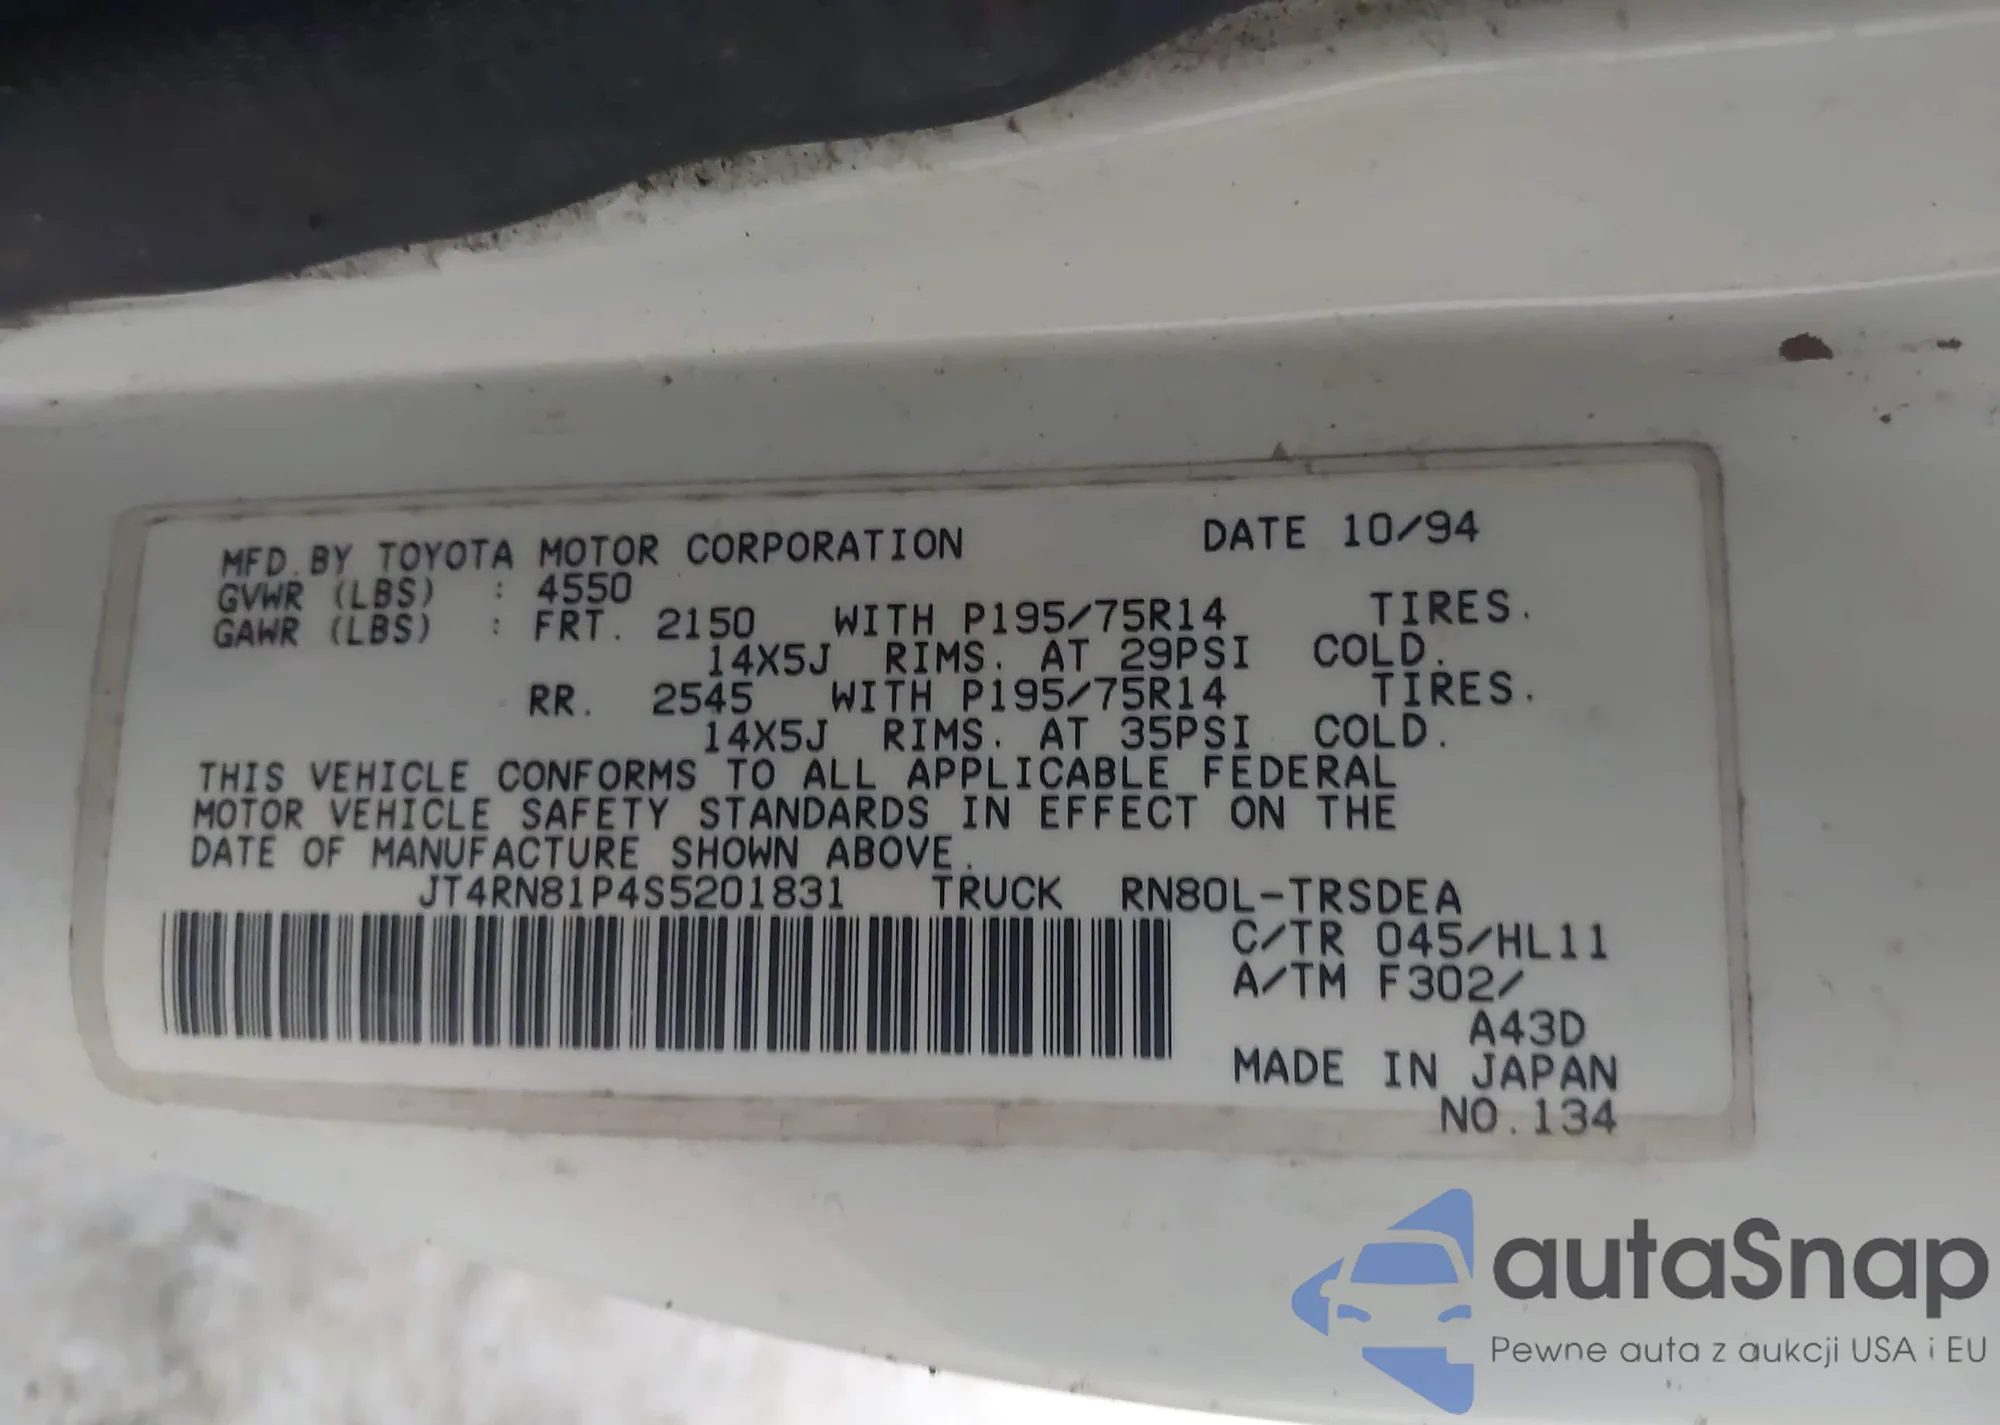 MFD. BY TOYOTA MOTOR CORPORATION DATE 10/94
GVWR (LBS) : 4550
GAWR (LBS) : FRT. 2150 WITH P195/75R14 TIRES.
14X5J RIMS. AT 29PSI COLD.
RR. 2545 WITH P195/75R14 TIRES.
14X5J RIMS. AT 35PSI COLD.
THIS VEHICLE CONFORMS TO ALL APPLICABLE FEDERAL
MOTOR VEHICLE SAFETY STANDARDS IN EFFECT ON THE
DATE OF MANUFACTURE SHOWN ABOVE.
JT4RN81P4S5201831 TRUCK RN80L-TRSDEA
C/TR 045/HL11
A/TM F302/
A43D
MADE IN JAPAN
NO.134
autaSnap
Pewne auta z aukcji USA i EU